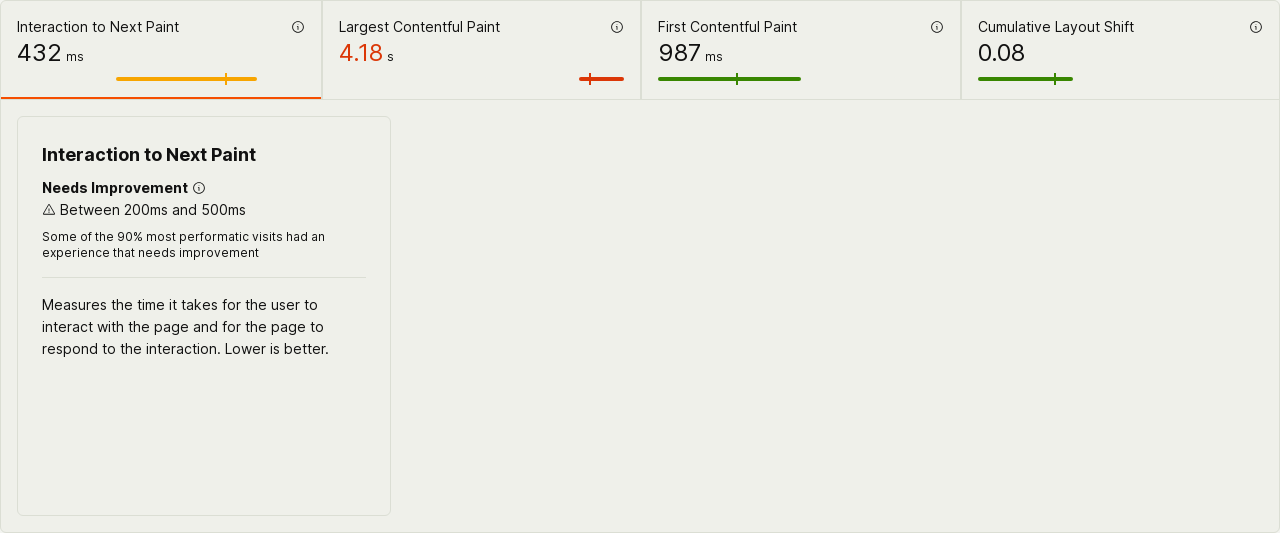 Interaction to Next Paint
432 ms
Largest Contentful Paint
4.18 s
First Contentful Paint
987 ms
Cumulative Layout Shift
0.08
Interaction to Next Paint
Needs Improvement
Between 200ms and 500ms
Some of the 90% most performatic visits had an
experience that needs improvement
Measures the time it takes for the user to
interact with the page and for the page to
respond to the interaction. Lower is better.